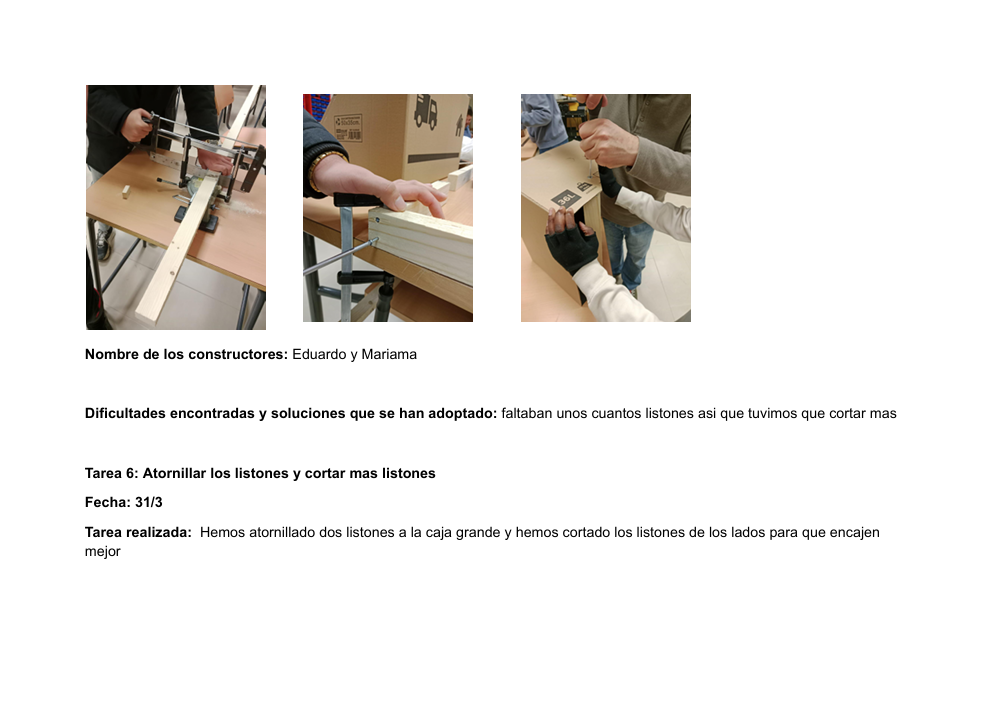 36L
Nombre de los constructores: Eduardo y Mariama
Dificultades encontradas y soluciones que se han adoptado: faltaban unos cuantos listones asi que tuvimos que cortar mas
Tarea 6: Atornillar los listones y cortar mas listones
Fecha: 31/3
Tarea realizada:  Hemos atornillado dos listones a la caja grande y hemos cortado los listones de los lados para que encajen
mejor